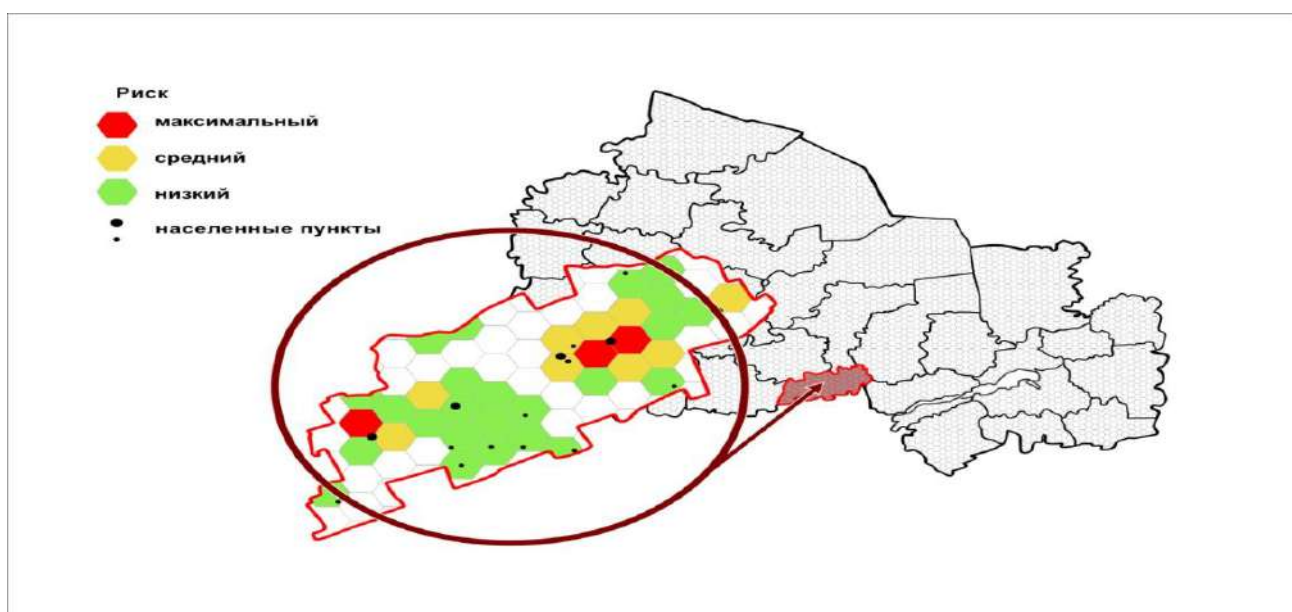 Риск
максимальный
средний
низкий
населенные пункты